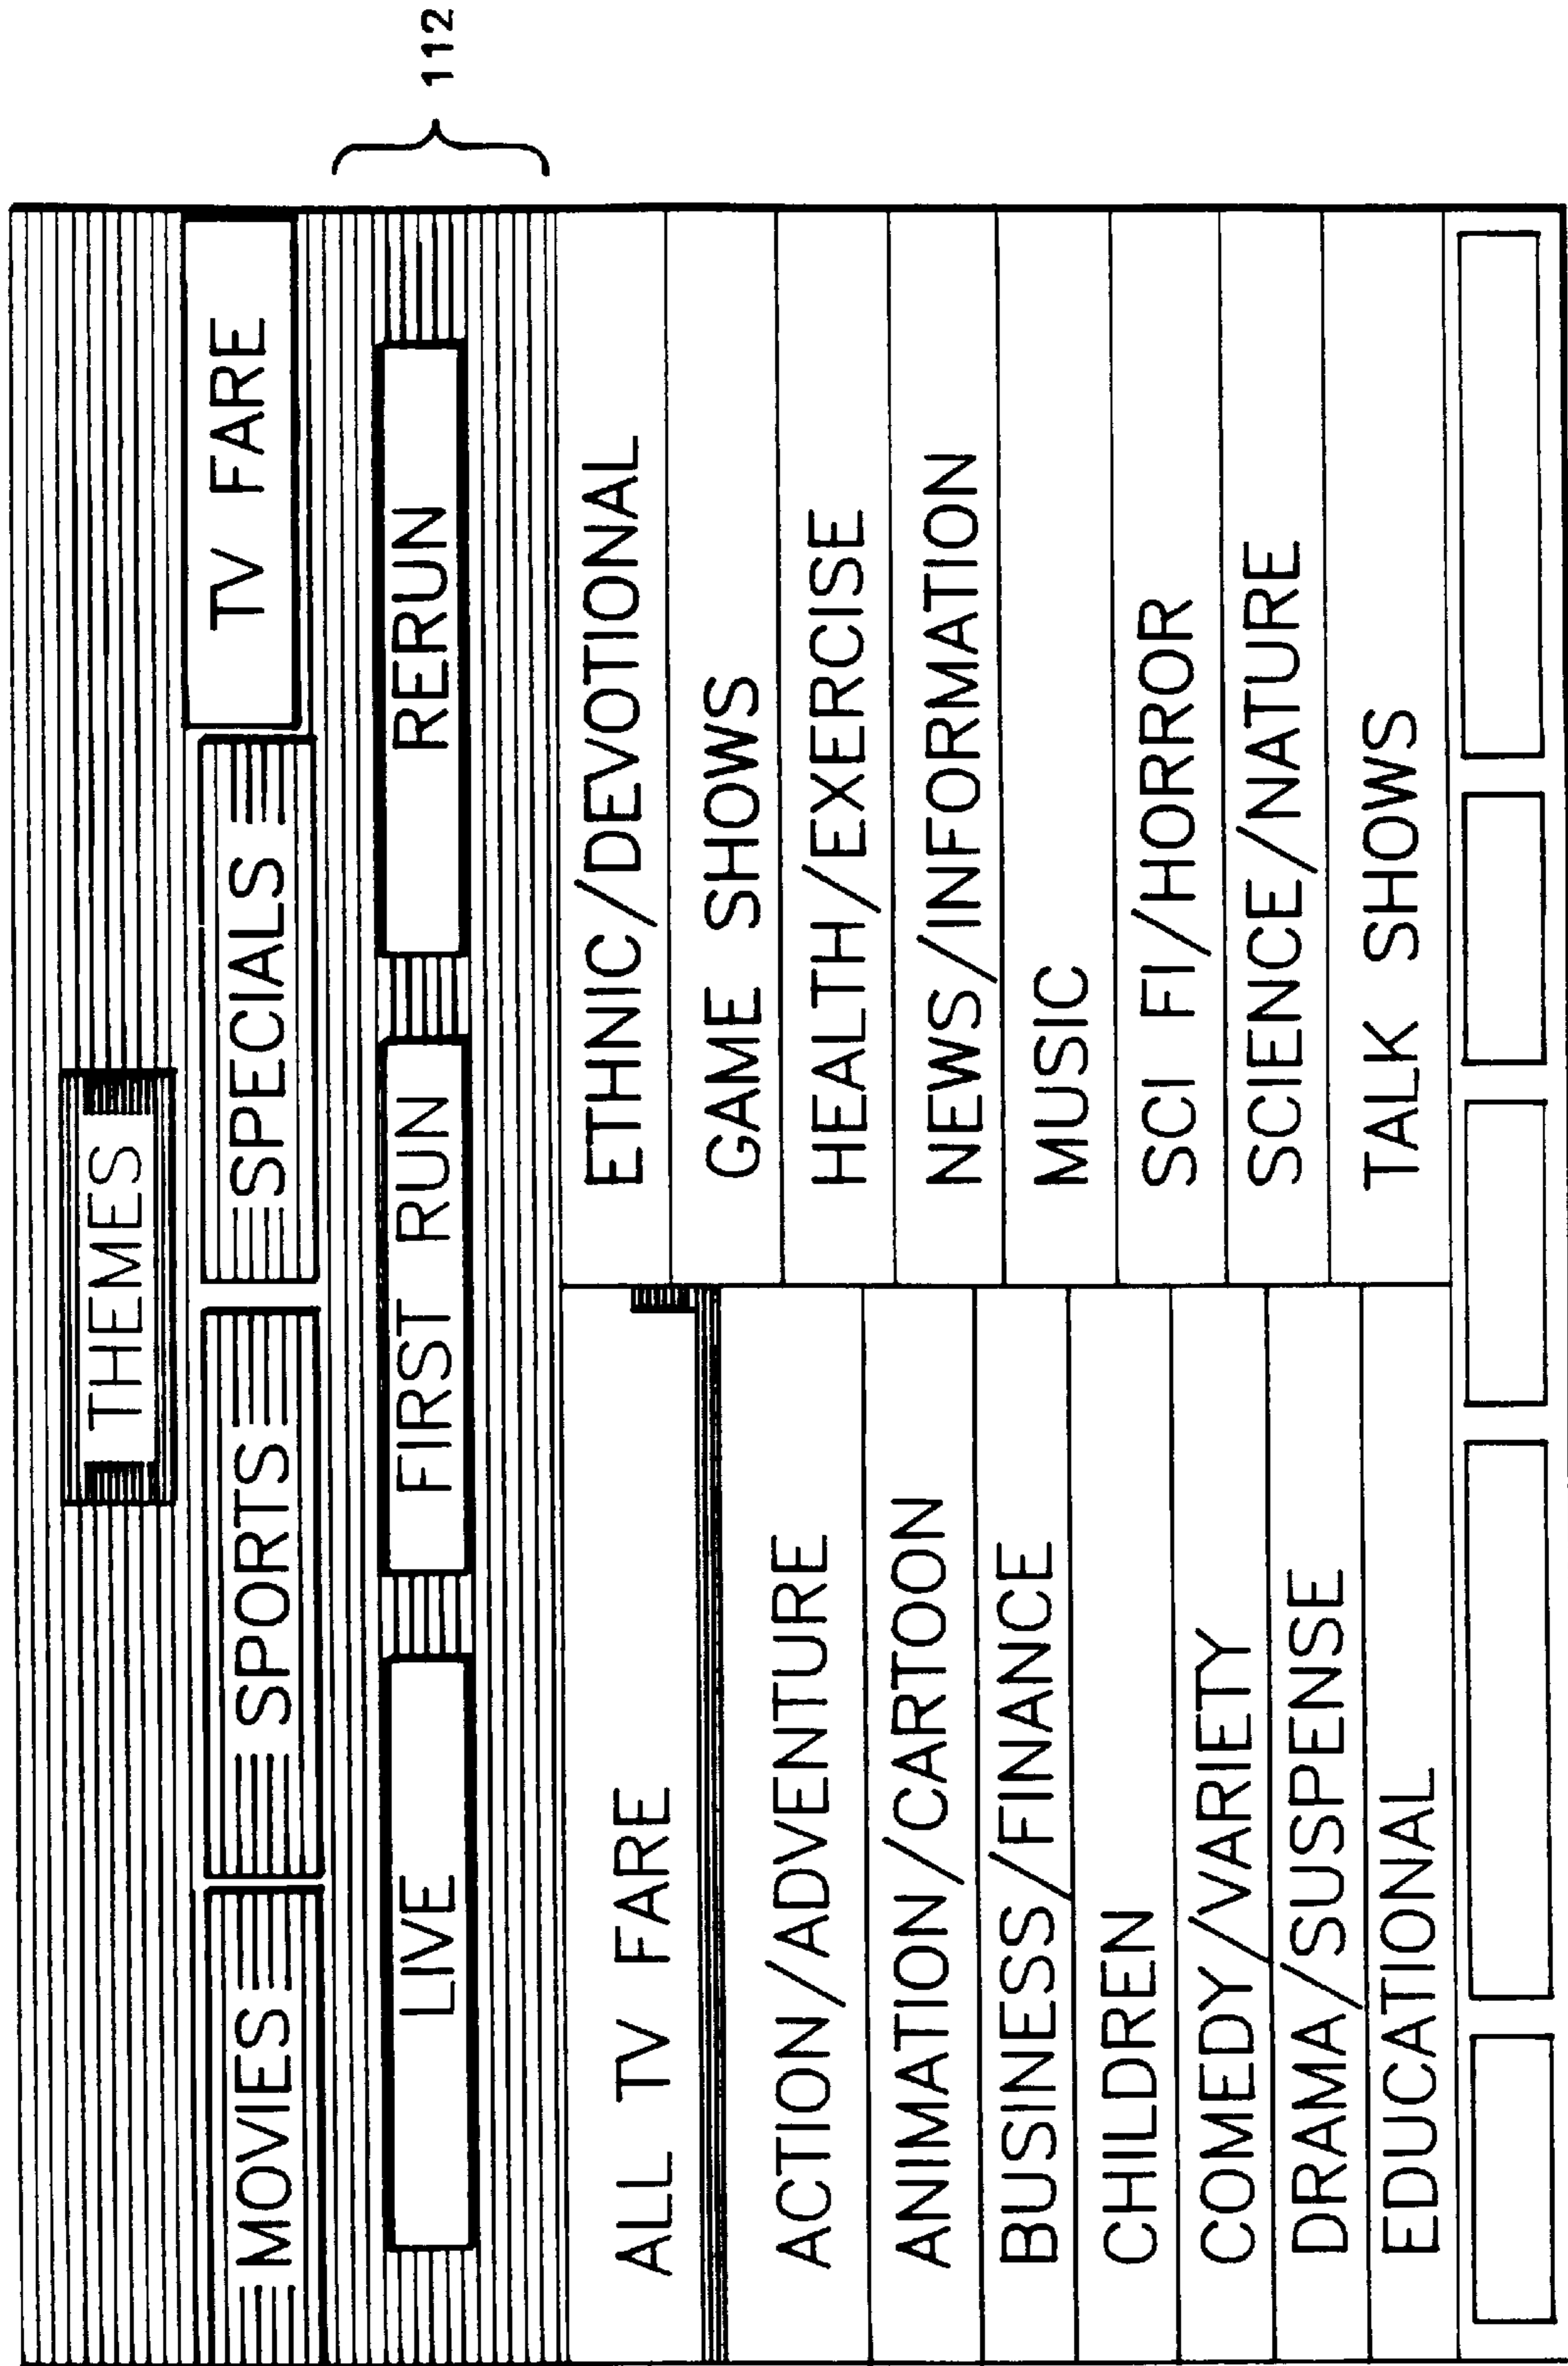 THEMES
MOVIES SPORTS SPECIALS TV FARE
LIVE FIRST RUN RERUN
112
ALL TV FARE
ACTION/ADVENTURE
ANIMATION/CARTOON
BUSINESS/FINANCE
CHILDREN
COMEDY/VARIETY
DRAMA/SUSPENSE
EDUCATIONAL
ETHNIC/DEVOTIONAL
GAME SHOWS
HEALTH/EXERCISE
NEWS/INFORMATION
MUSIC
SCI FI/HORROR
SCIENCE/NATURE
TALK SHOWS